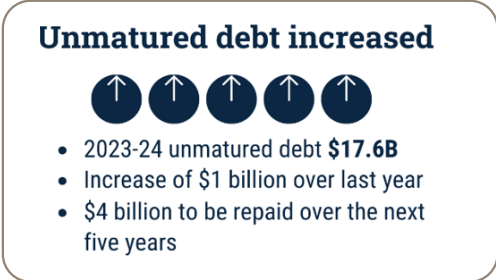 Unmatured debt increased
• 2023-24 unmatured debt $17.6B
• Increase of $1 billion over last year
• $4 billion to be repaid over the next
five years